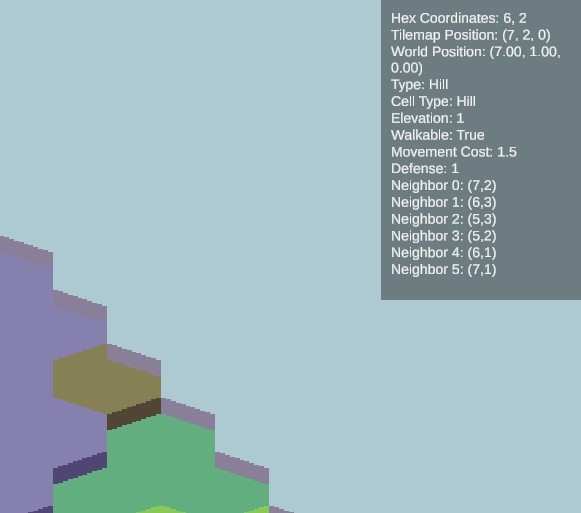 Hex Coordinates: 6, 2
Tilemap Position: (7, 2, 0)
World Position: (7.00, 1.00,
0.00)
Type: Hill
Cell Type: Hill
Elevation: 1
Walkable: True
Movement Cost: 1.5
Defense: 1
Neighbor 0: (7,2)
Neighbor 1: (6,3)
Neighbor 2: (5,3)
Neighbor 3: (5,2)
Neighbor 4: (6,1)
Neighbor 5: (7,1)